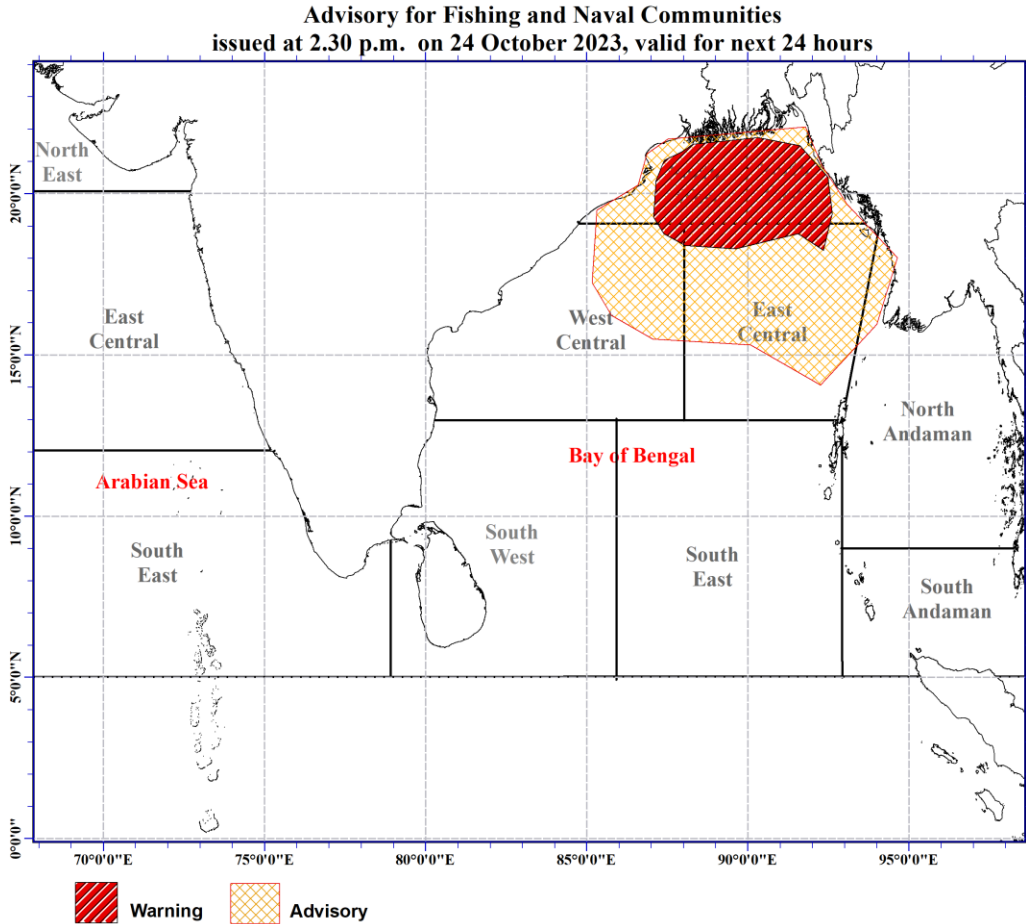 Advisory for Fishing and Naval Communities
issued at 2.30 p.m. on 24 October 2023, valid for next 24 hours
North
East
20°0'0"N
East
Central
West
Central
East
Central
15°0'0"N
North
Andaman
Bay of Bengal
Arabian Sea
10°0'0"N
South
East
South
West
South
East
South
Andaman
5°0'0"N
0°0'0"
70°0'0"E
75°0'0"E
80°0'0"E
85°0'0"E
90°0'0"E
95°0'0"E
Warning
Advisory